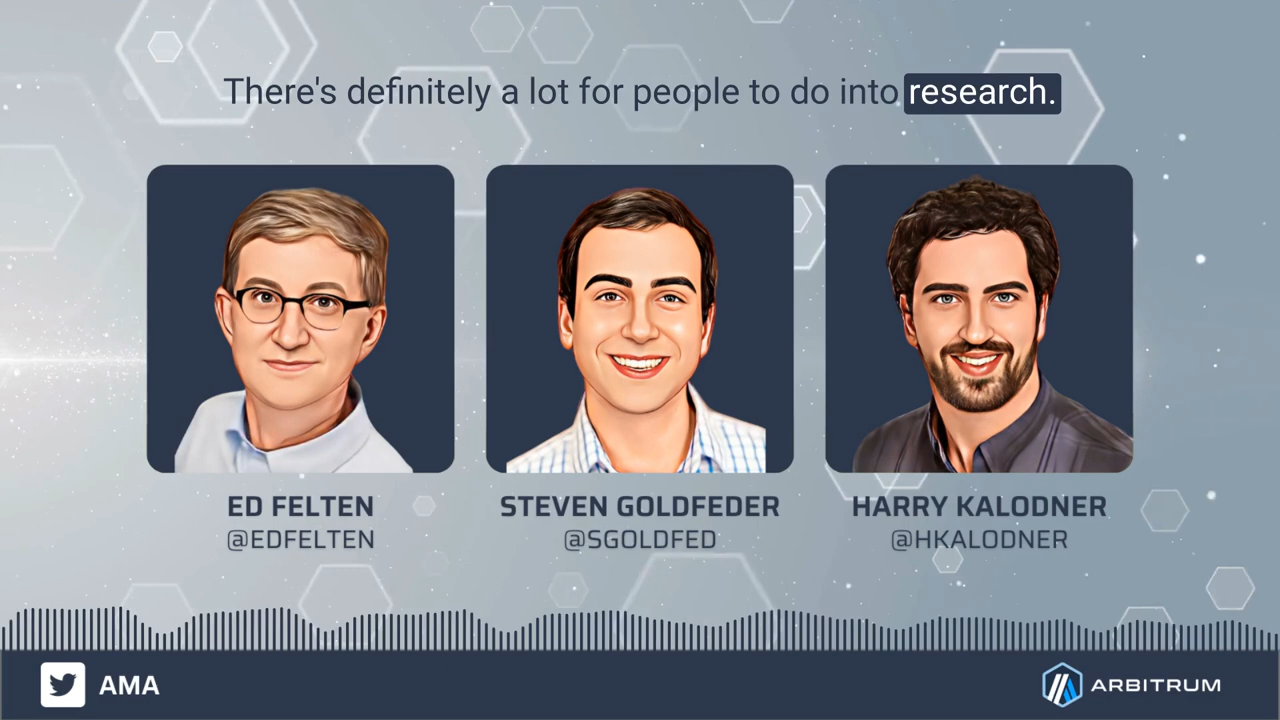 There's definitely a lot for people to do into research.
ED FELTEN
@EDFELTEN
STEVEN GOLDFEDER
@SGOLDFED
HARRY KALODNER
@HKALODNER
AMA
ARBITRUM